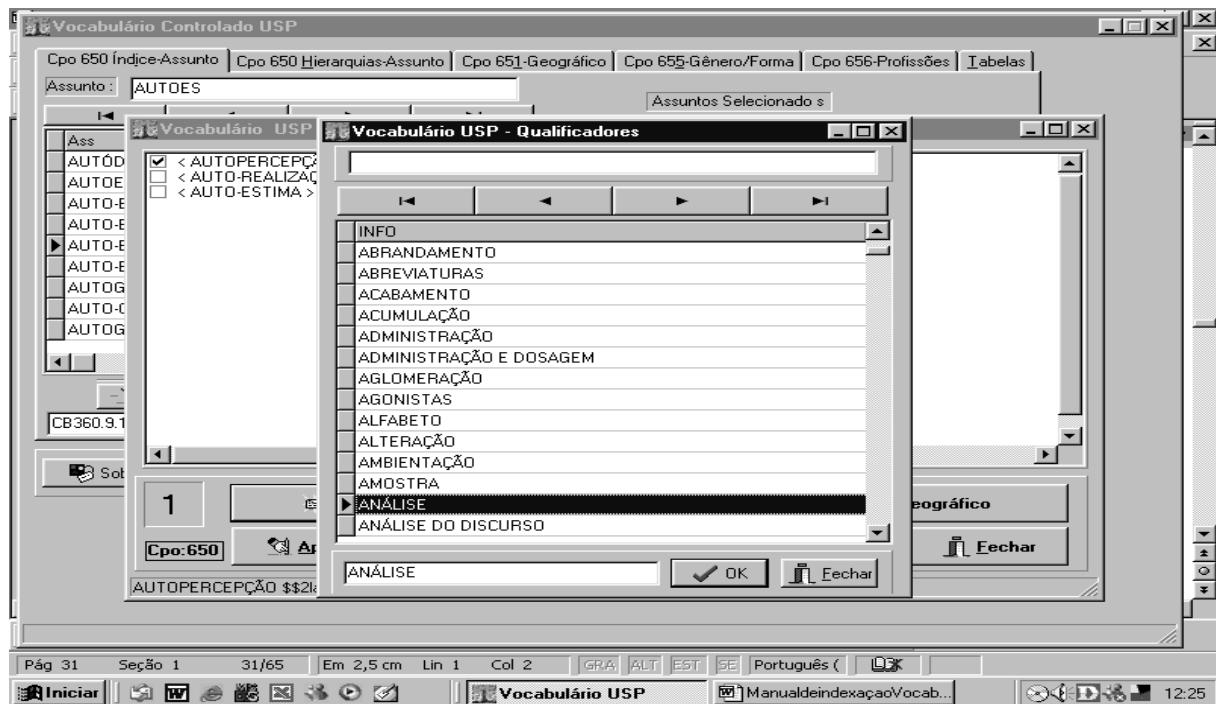 Vocabulário Controlado USP
Cpo 650 Índice-Assunto Cpo 650 Hierarquias-Assunto Cpo 651-Geográfico Cpo 655-Gênero/Forma Cpo 656-Profissões Tabelas
Assunto : AUTOES
Assuntos Selecionado s
Vocabulário USP
Vocabulário USP - Qualificadores
Ass
AUTÓD
AUTOE
AUTO-E
AUTO-E
AUTO-E
AUTO-E
AUTOG
AUTO-C
AUTOG
CB360.9.1
Sob
< AUTOPERCEPÇÃ
< AUTO-REALIZAÇ
< AUTO-ESTIMA >
INFO
ABRANDAMENTO
ABREVIATURAS
ACABAMENTO
ACUMULAÇÃO
ADMINISTRAÇÃO
ADMINISTRAÇÃO E DOSAGEM
AGLOMERAÇÃO
AGONISTAS
ALFABETO
ALTERAÇÃO
AMBIENTAÇÃO
AMOSTRA
ANÁLISE
ANÁLISE DO DISCURSO
ANÁLISE OK Fechar
1 eográfico
Cpo:650 Ap Fechar
AUTOPERCEPÇÃO
Pág 31 Seção 1 31/65 Em 2,5 cm Lin 1 Col 2 GRA ALT EST SE Português (
Iniciar Vocabulário USP ManualdeindexaçaoVocab... 12:25